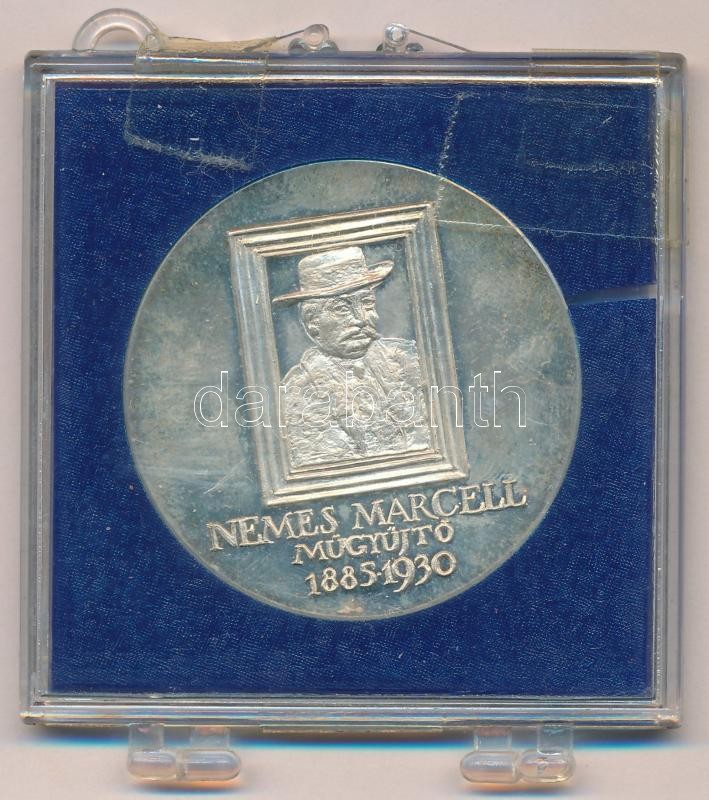 darabanth
NEMES MARCELL
MŰGYŰJTŐ
1885·1930